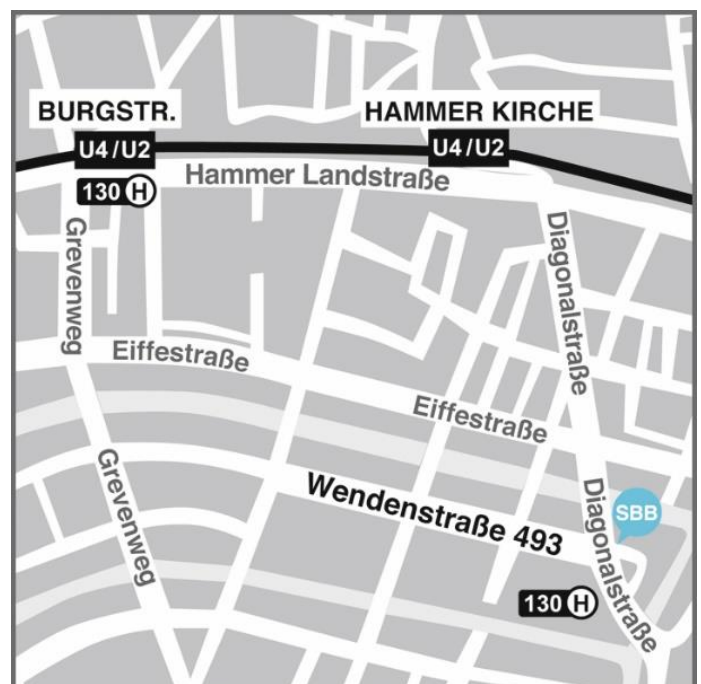 BURGSTR.
HAMMER KIRCHE
U4/U2
U4/U2
Hammer Landstraße
130 H
Grevenweg
Diagonalstraße
Eiffestraße
Eiffestraße
Grevenweg
Wendenstraße 493
Diagonalstraße
SBB
130 H